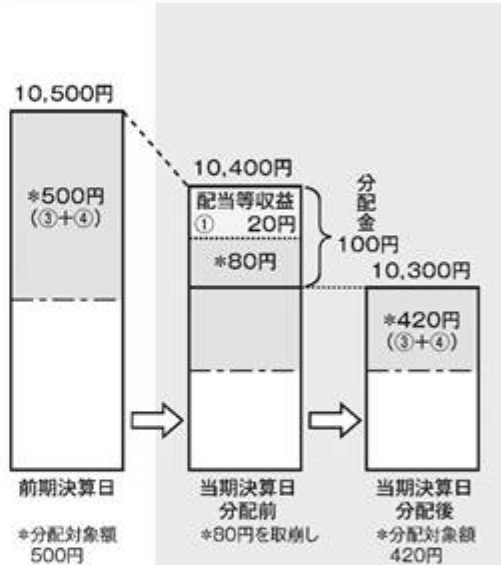 10,500円
*500円
(③+④)
10,400円
配当等収益
① 20円
*80円
分配金
100円
10,300円
*420円
(③+④)
前期決算日
*分配対象額
500円
当期決算日
分配前
*80円を取崩し
当期決算日
分配後
*分配対象額
420円